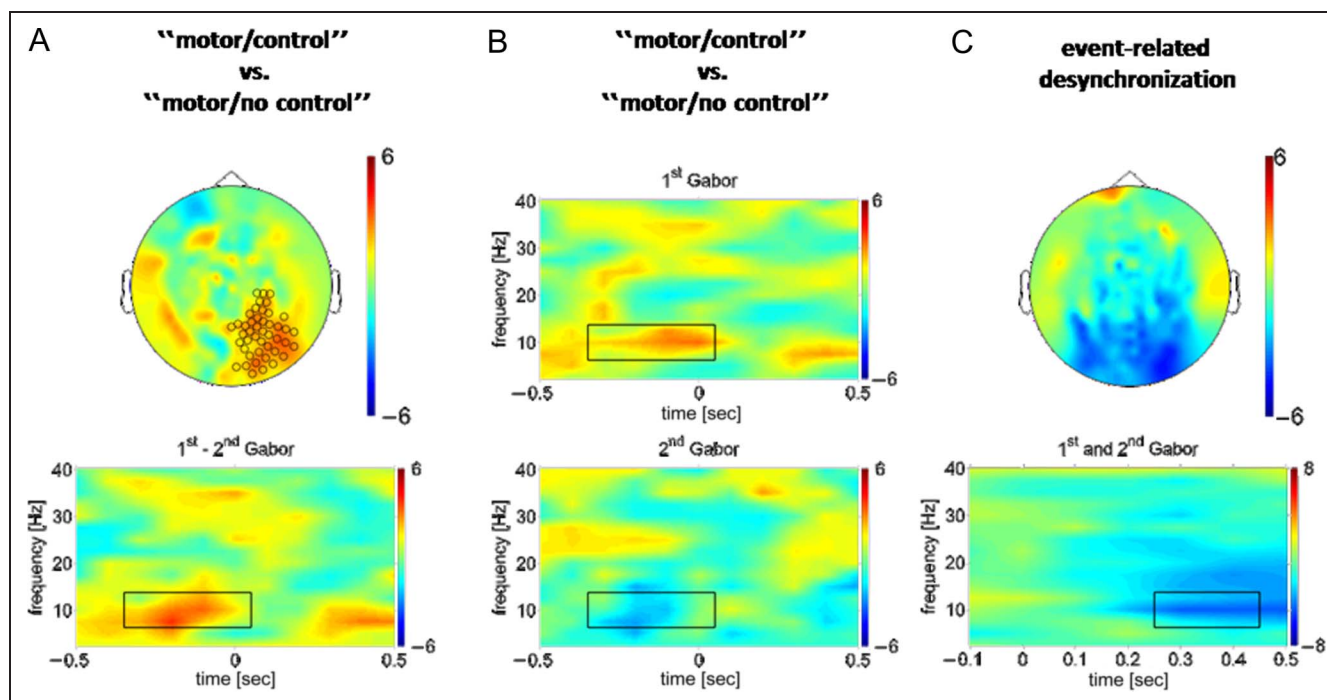 A
‘‘motor/control’’
vs.
‘‘motor/no control’’
6
−6
1st - 2nd Gabor
frequency [Hz]
40
30
20
10
6
−6
−0.5
0
0.5
time [sec]
B
‘‘motor/control’’
vs.
‘‘motor/no control’’
1st Gabor
frequency [Hz]
40
30
20
10
6
−6
−0.5
0
0.5
time [sec]
2nd Gabor
frequency [Hz]
40
30
20
10
6
−6
−0.5
0
0.5
time [sec]
C
event-related
desynchronization
6
−6
1st and 2nd Gabor
frequency [Hz]
40
30
20
10
8
−8
−0.1
0
0.1
0.2
0.3
0.4
0.5
time [sec]